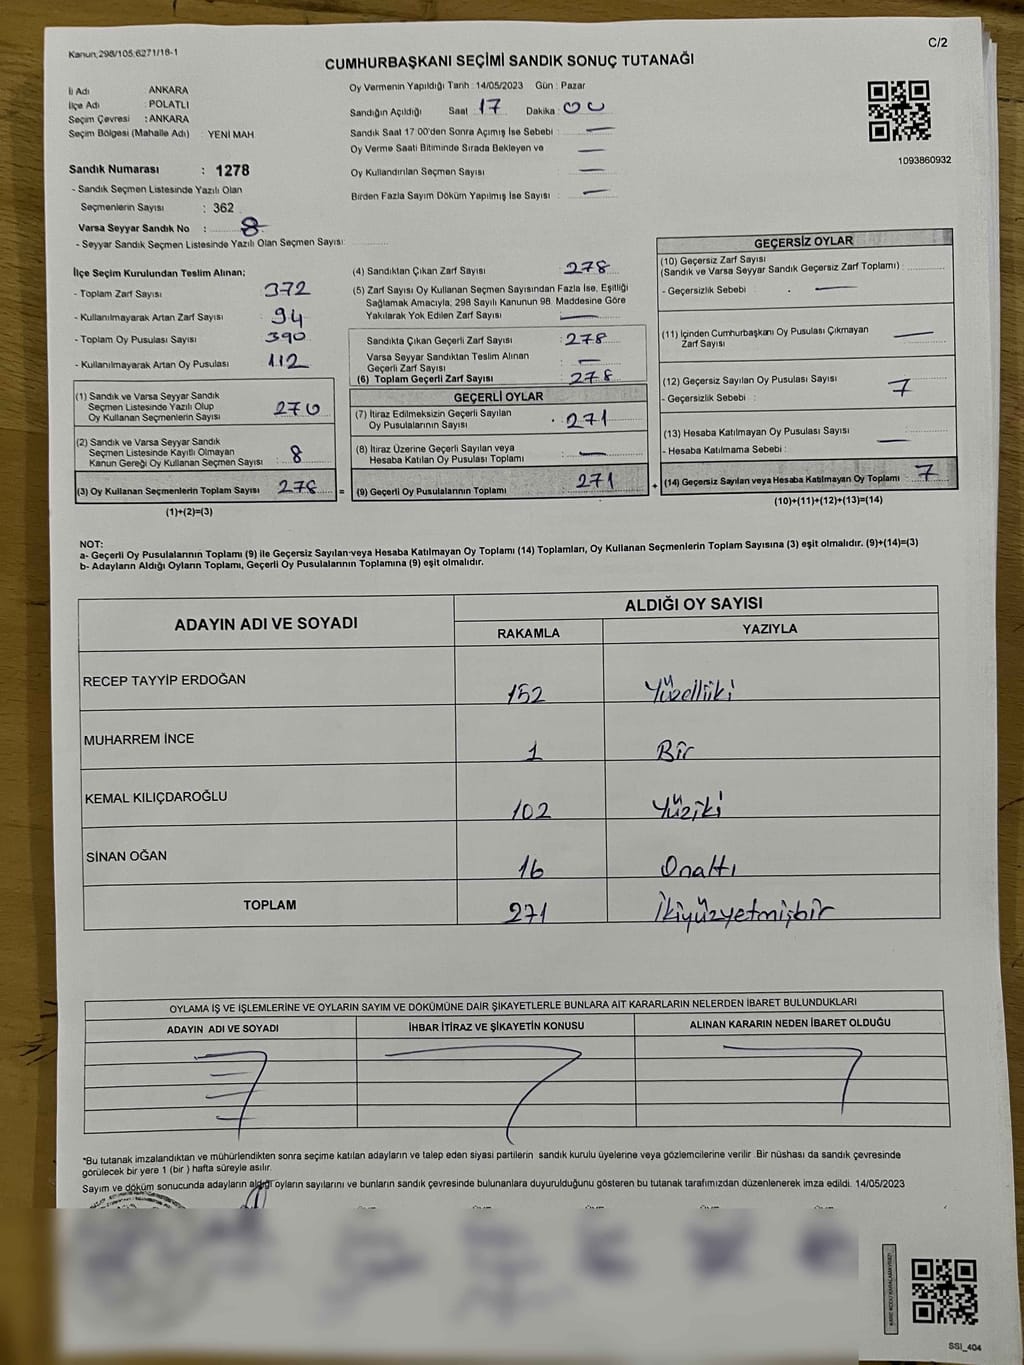 Kanun;298/105;6271/18-1
C/2
CUMHURBAŞKANI SEÇİMİ SANDIK SONUÇ TUTANAĞI
İl Adı ANKARA
İlçe Adı : POLATLI
Seçim Çevresi : ANKARA
Seçim Bölgesi (Mahalle Adı) : YENİ MAH
Oy Vermenin Yapıldığı Tarih : 14/05/2023 Gün : Pazar
Sandığın Açıldığı Saat 17 Dakika : 00
Sandık Saat 17:00'den Sonra Açımış İse Sebebi : —
Oy Verme Saati Bitiminde Sırada Bekleyen ve —
Oy Kullandırılan Seçmen Sayısı —
Birden Fazla Sayım Döküm Yapılmış İse Sayısı : —
1093860932
Sandık Numarası : 1278
- Sandık Seçmen Listesinde Yazılı Olan
Seçmenlerin Sayısı : 362
Varsa Seyyar Sandık No : 8
- Seyyar Sandık Seçmen Listesinde Yazılı Olan Seçmen Sayısı:
İlçe Seçim Kurulundan Teslim Alınan:
- Toplam Zarf Sayısı 372
- Kullanılmayarak Artan Zarf Sayısı : 94
- Toplam Oy Pusulası Sayısı : 390
- Kullanılmayarak Artan Oy Pusulası : 112
(1) Sandık ve Varsa Seyyar Sandık
Seçmen Listesinde Yazılı Olup
Oy Kullanan Seçmenlerin Sayısı : 270
(2) Sandık ve Varsa Seyyar Sandık
Seçmen Listesinde Kayıtlı Olmayan
Kanun Gereği Oy Kullanan Seçmen Sayısı : 8
(3) Oy Kullanan Seçmenlerin Toplam Sayısı : 278 =
(1)+(2)=(3)
(4) Sandıktan Çıkan Zarf Sayısı : 278
(5) Zarf Sayısı Oy Kullanan Seçmen Sayısından Fazla İse, Eşitliği
Sağlamak Amacıyla; 298 Sayılı Kanunun 98. Maddesine Göre
Yakılarak Yok Edilen Zarf Sayısı : —
Sandıkta Çıkan Geçerli Zarf Sayısı : 278
Varsa Seyyar Sandıktan Teslim Alınan
Geçerli Zarf Sayısı : —
(6) Toplam Geçerli Zarf Sayısı : 278
GEÇERLİ OYLAR
(7) İtiraz Edilmeksizin Geçerli Sayılan
Oy Pusulalarının Sayısı : 271
(8) İtiraz Üzerine Geçerli Sayılan veya
Hesaba Katılan Oy Pusulası Toplamı : —
(9) Geçerli Oy Pusulalarının Toplamı : 271 +
GEÇERSİZ OYLAR
(10) Geçersiz Zarf Sayısı
(Sandık ve Varsa Seyyar Sandık Geçersiz Zarf Toplamı) :
- Geçersizlik Sebebi : —
(11) İçinden Cumhurbaşkanı Oy Pusulası Çıkmayan
Zarf Sayısı : —
(12) Geçersiz Sayılan Oy Pusulası Sayısı : 7
- Geçersizlik Sebebi :
(13) Hesaba Katılmayan Oy Pusulası Sayısı : —
- Hesaba Katılmama Sebebi :
(14) Geçersiz Sayılan veya Hesaba Katılmayan Oy Toplamı : 7
(10)+(11)+(12)+(13)=(14)
NOT:
a- Geçerli Oy Pusulalarının Toplamı (9) ile Geçersiz Sayılan veya Hesaba Katılmayan Oy Toplamı (14) Toplamları, Oy Kullanan Seçmenlerin Toplam Sayısına (3) eşit olmalıdır. (9)+(14)=(3)
b- Adayların Aldığı Oyların Toplamı, Geçerli Oy Pusulalarının Toplamına (9) eşit olmalıdır.
ADAYIN ADI VE SOYADI ALDIĞI OY SAYISI
RAKAMLA YAZIYLA
RECEP TAYYİP ERDOĞAN 152 Yüzelliiki
MUHARREM İNCE 1 Bir
KEMAL KILIÇDAROĞLU 102 Yüziki
SİNAN OĞAN 16 Onaltı
TOPLAM 271 İkiyüzyetmişbir
OYLAMA İŞ VE İŞLEMLERİNE VE OYLARIN SAYIM VE DÖKÜMÜNE DAİR ŞİKAYETLERLE BUNLARA AİT KARARLARIN NELERDEN İBARET BULUNDUKLARI
ADAYIN ADI VE SOYADI İHBAR İTİRAZ VE ŞİKAYETİN KONUSU ALINAN KARARIN NEDEN İBARET OLDUĞU
*Bu tutanak imzalandıktan ve mühürlendikten sonra seçime katılan adayların ve talep eden siyasi partilerin sandık kurulu üyelerine veya gözlemcilerine verilir. Bir nüshası da sandık çevresinde
görülecek bir yere 1 (bir) hafta süreyle asılır.
Sayım ve döküm sonucunda adayların aldığı oyların sayılarını ve bunların sandık çevresinde bulunanlara duyurulduğunu gösteren bu tutanak tarafımızdan düzenlenerek imza edildi. 14/05/2023
SSI_404